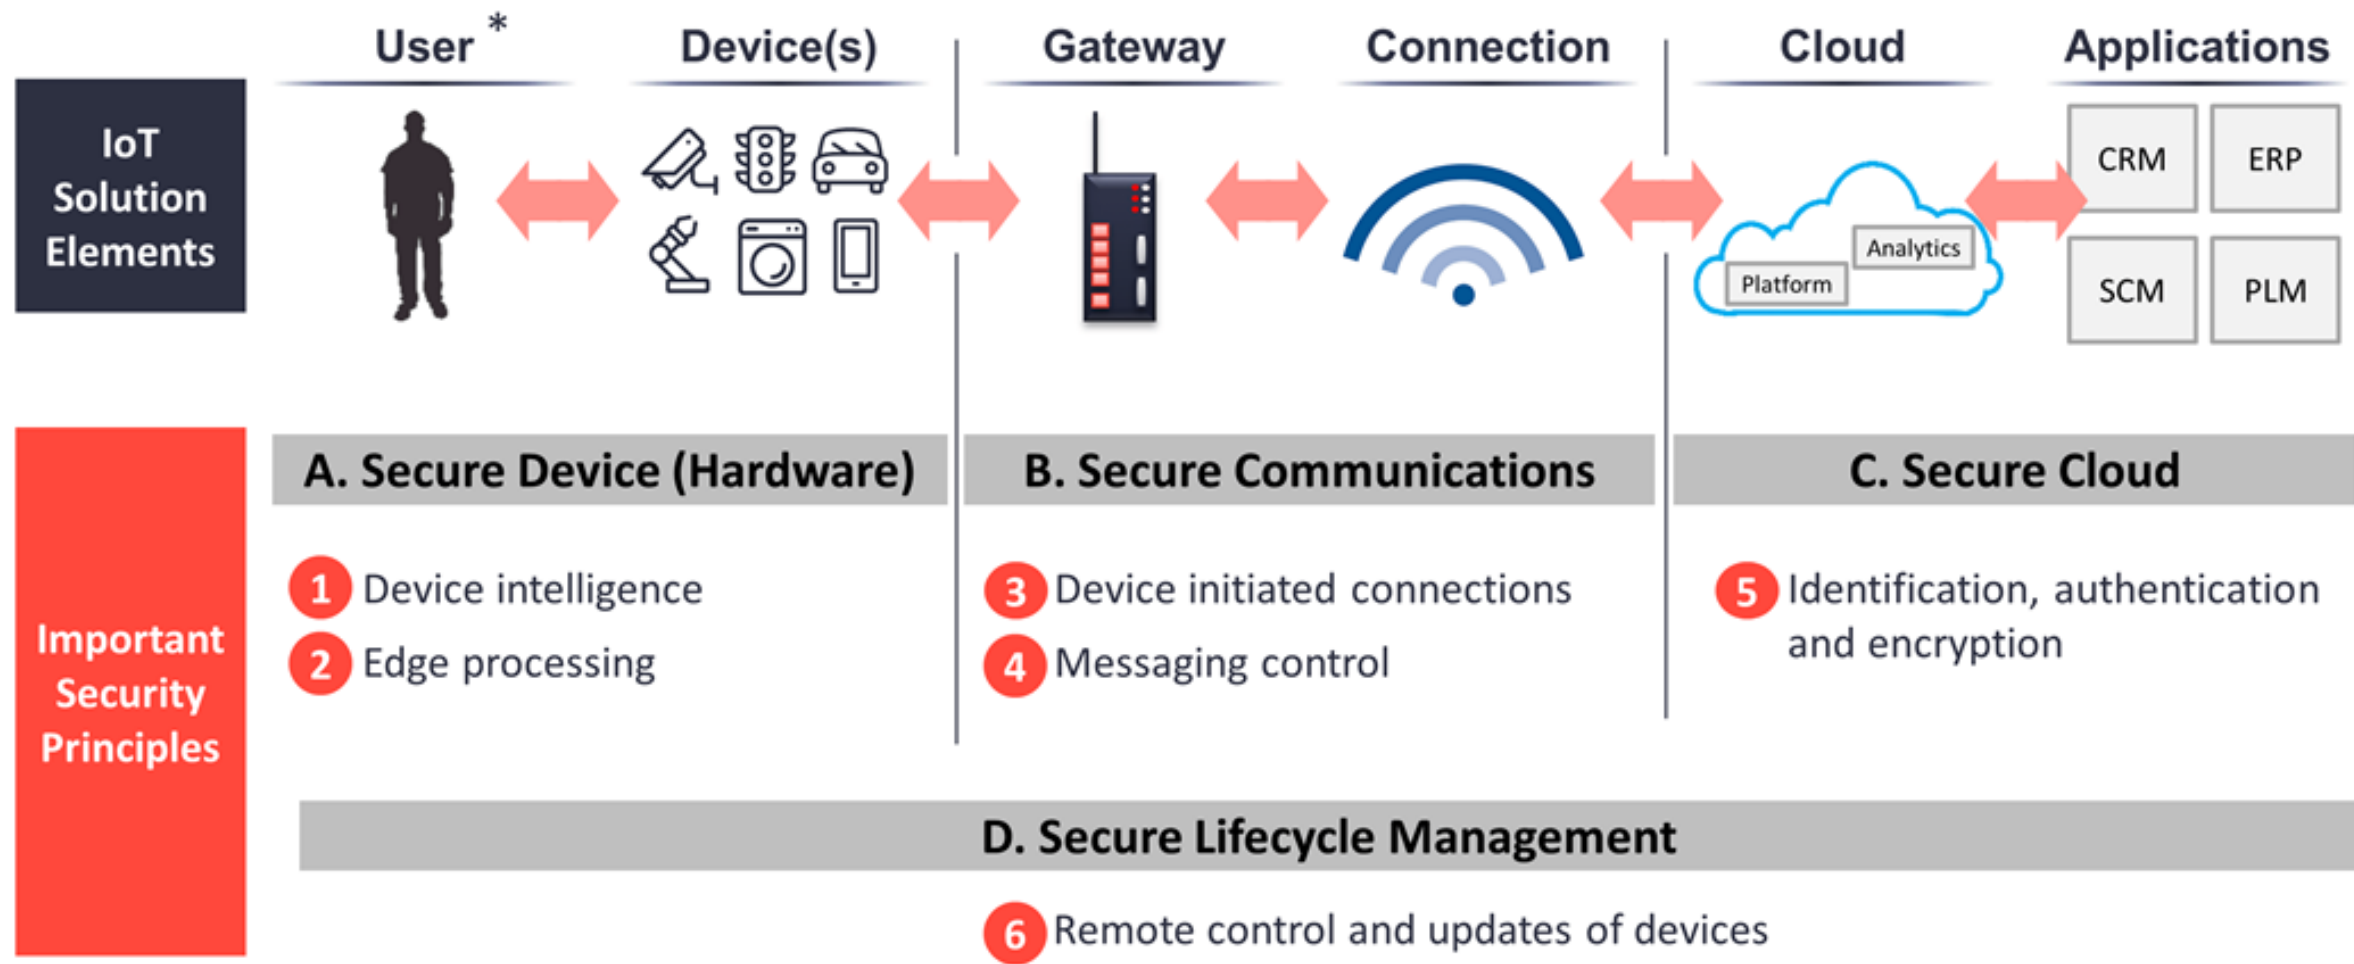 User *
Device(s)
Gateway
Connection
Cloud
Applications
IoT
Solution
Elements
Platform
Analytics
CRM
ERP
SCM
PLM
Important
Security
Principles
A. Secure Device (Hardware)
B. Secure Communications
C. Secure Cloud
1 Device intelligence
2 Edge processing
3 Device initiated connections
4 Messaging control
5 Identification, authentication
and encryption
D. Secure Lifecycle Management
6 Remote control and updates of devices